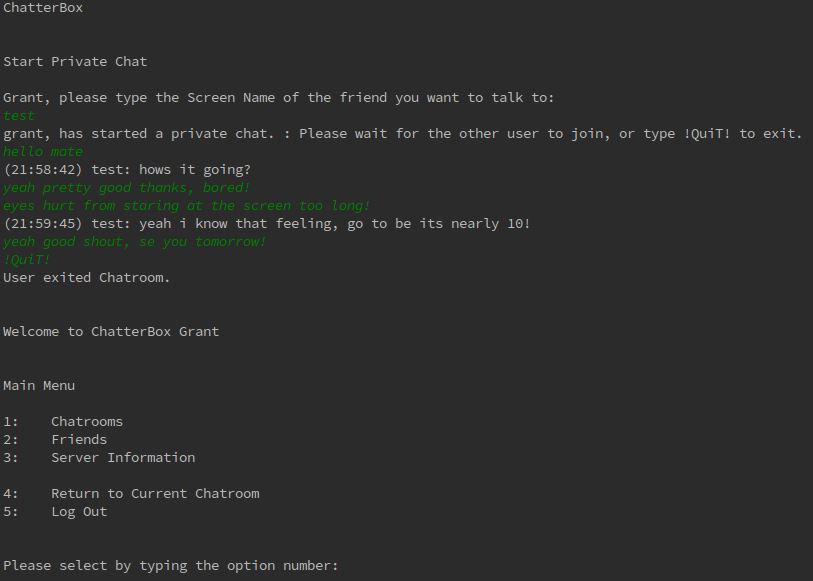 ChatterBox
Start Private Chat
Grant, please type the Screen Name of the friend you want to talk to:
test
grant, has started a private chat. : Please wait for the other user to join, or type !QuiT! to exit.
hello mate
(21:58:42) test: hows it going?
yeah pretty good thanks, bored!
eyes hurt from staring at the screen too long!
(21:59:45) test: yeah i know that feeling, go to be its nearly 10!
yeah good shout, se you tomorrow!
!QuiT!
User exited Chatroom.
Welcome to ChatterBox Grant
Main Menu
1:    Chatrooms
2:    Friends
3:    Server Information
4:    Return to Current Chatroom
5:    Log Out
Please select by typing the option number: